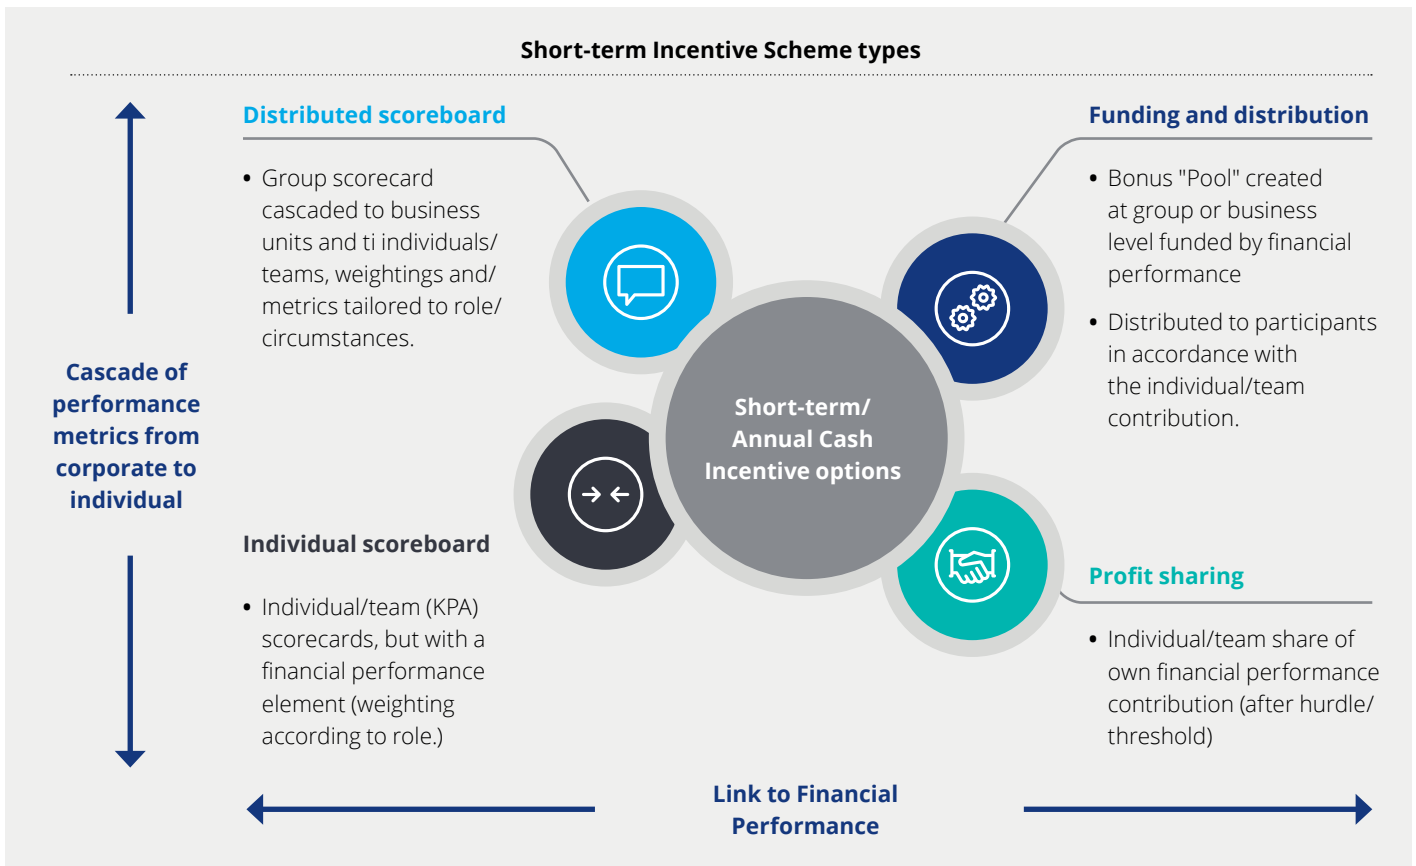 Short-term Incentive Scheme types
Distributed scoreboard
• Group scorecard
cascaded to business
units and ti individuals/
teams, weightings and/
metrics tailored to role/
circumstances.
Funding and distribution
• Bonus "Pool" created
at group or business
level funded by financial
performance
• Distributed to participants
in accordance with
the individual/team
contribution.
Cascade of
performance
metrics from
corporate to
individual
Short-term/
Annual Cash
Incentive options
Individual scoreboard
• Individual/team (KPA)
scorecards, but with a
financial performance
element (weighting
according to role.)
Profit sharing
• Individual/team share of
own financial performance
contribution (after hurdle/
threshold)
Link to Financial
Performance